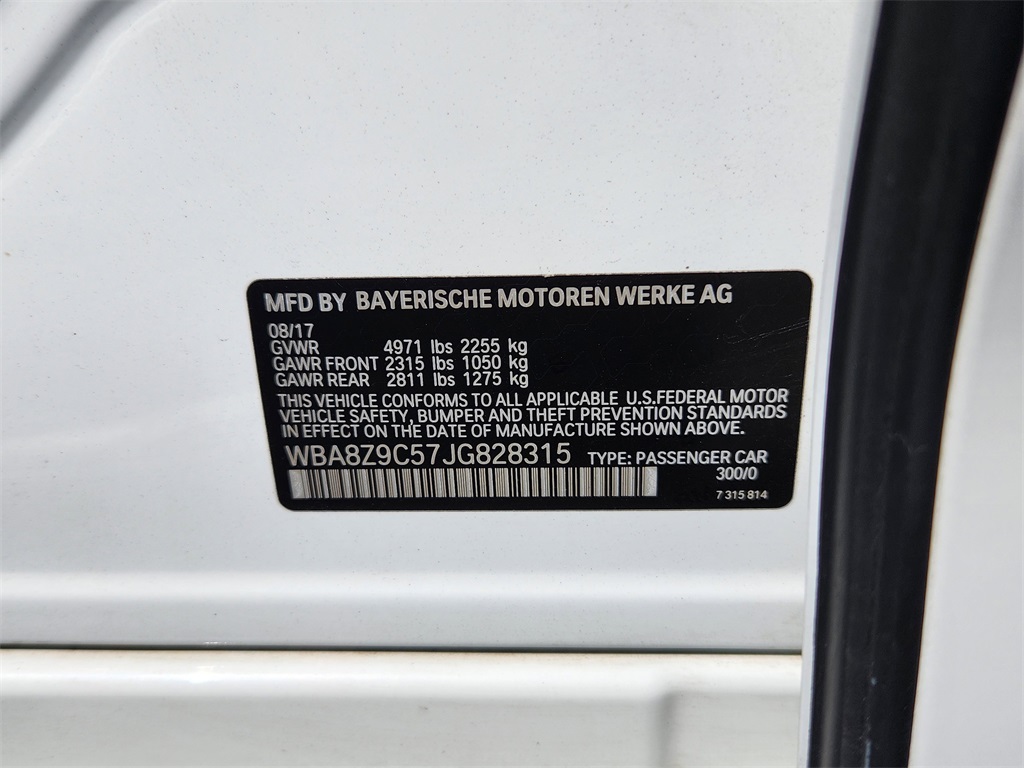 MFD BY BAYERISCHE MOTOREN WERKE AG
08/17
GVWR 4971 lbs 2255 kg
GAWR FRONT 2315 lbs 1050 kg
GAWR REAR 2811 lbs 1275 kg
THIS VEHICLE CONFORMS TO ALL APPLICABLE U.S.FEDERAL MOTOR
VEHICLE SAFETY, BUMPER AND THEFT PREVENTION STANDARDS
IN EFFECT ON THE DATE OF MANUFACTURE SHOWN ABOVE.
WBA8Z9C57JG828315 TYPE: PASSENGER CAR
300/0
7 315 814